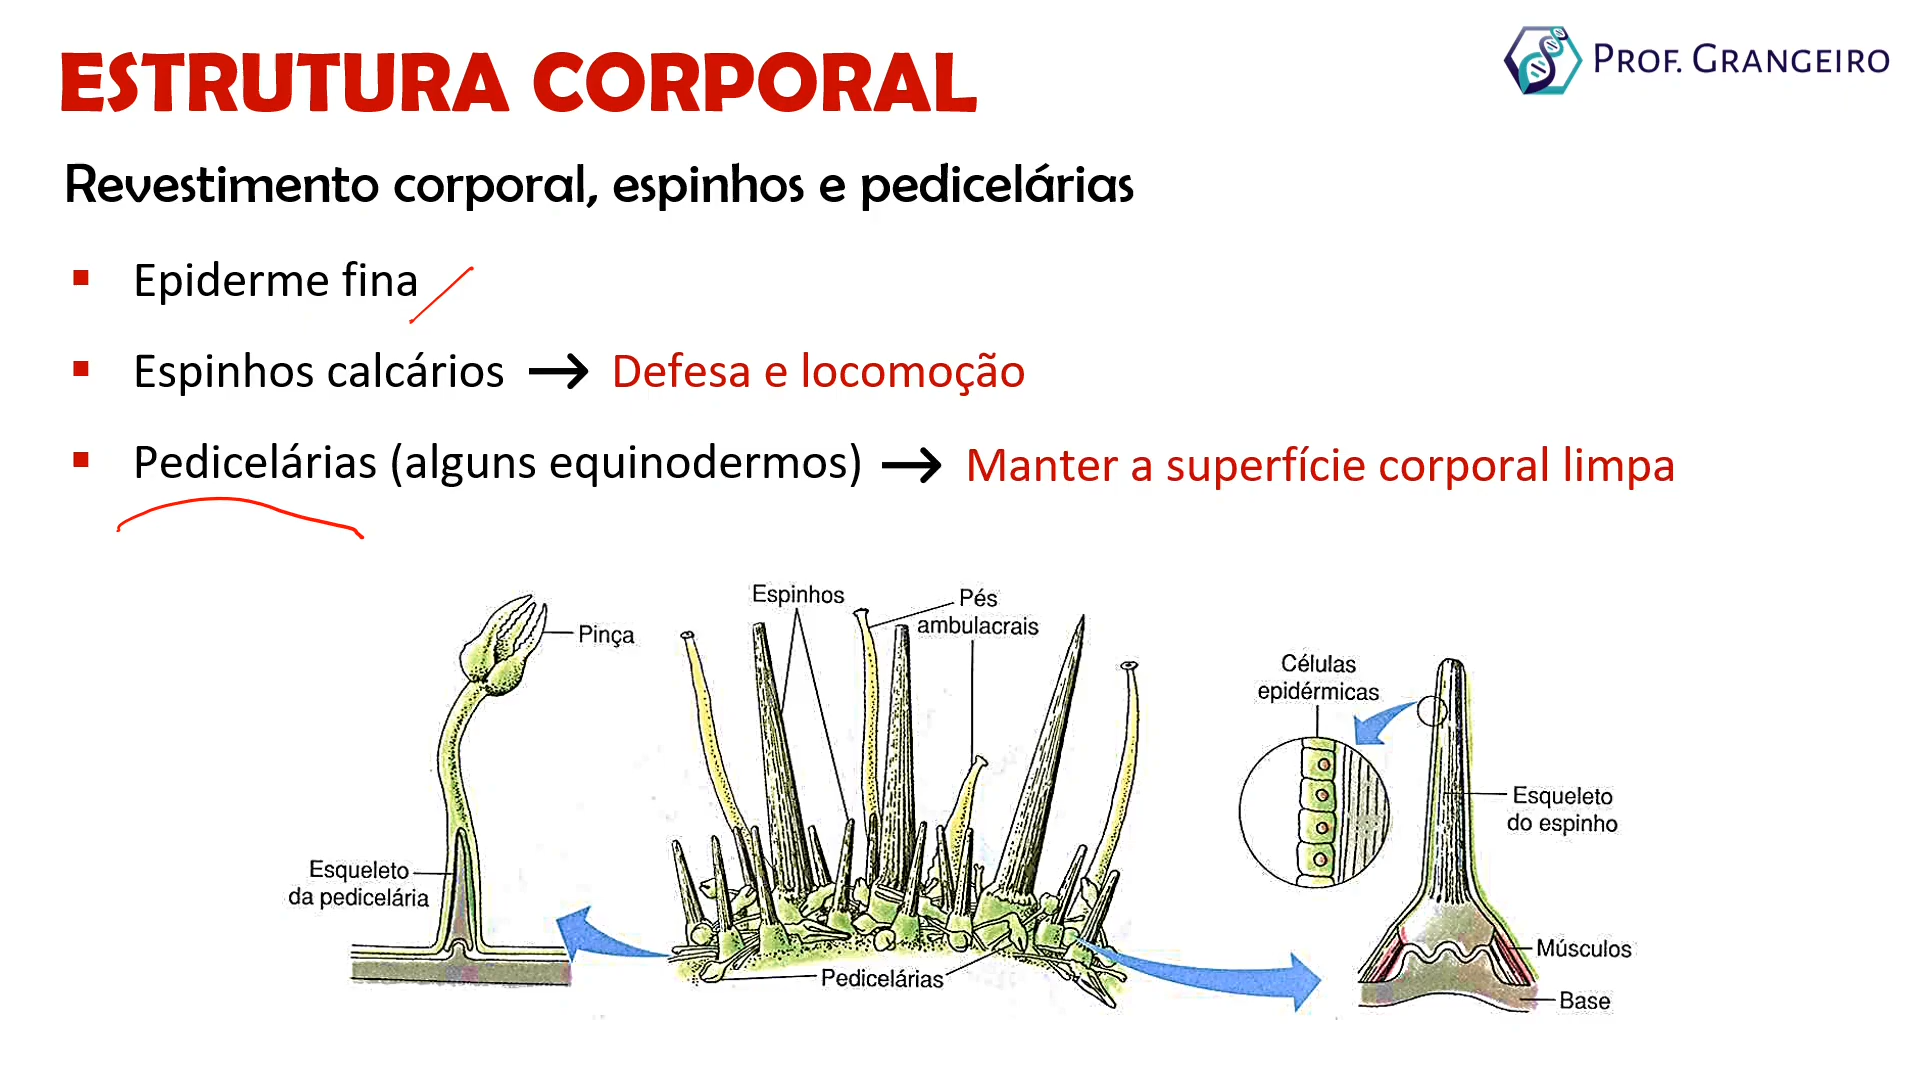 ESTRUTURA CORPORAL
PROF. GRANGEIRO
Revestimento corporal, espinhos e pedicelárias
Epiderme fina
Espinhos calcários → Defesa e locomoção
Pedicelárias (alguns equinodermos) → Manter a superfície corporal limpa
Pinça
Esqueleto
da pedicelária
Espinhos
Pés
ambulacrais
Pedicelárias
Células
epidérmicas
Esqueleto
do espinho
Músculos
Base